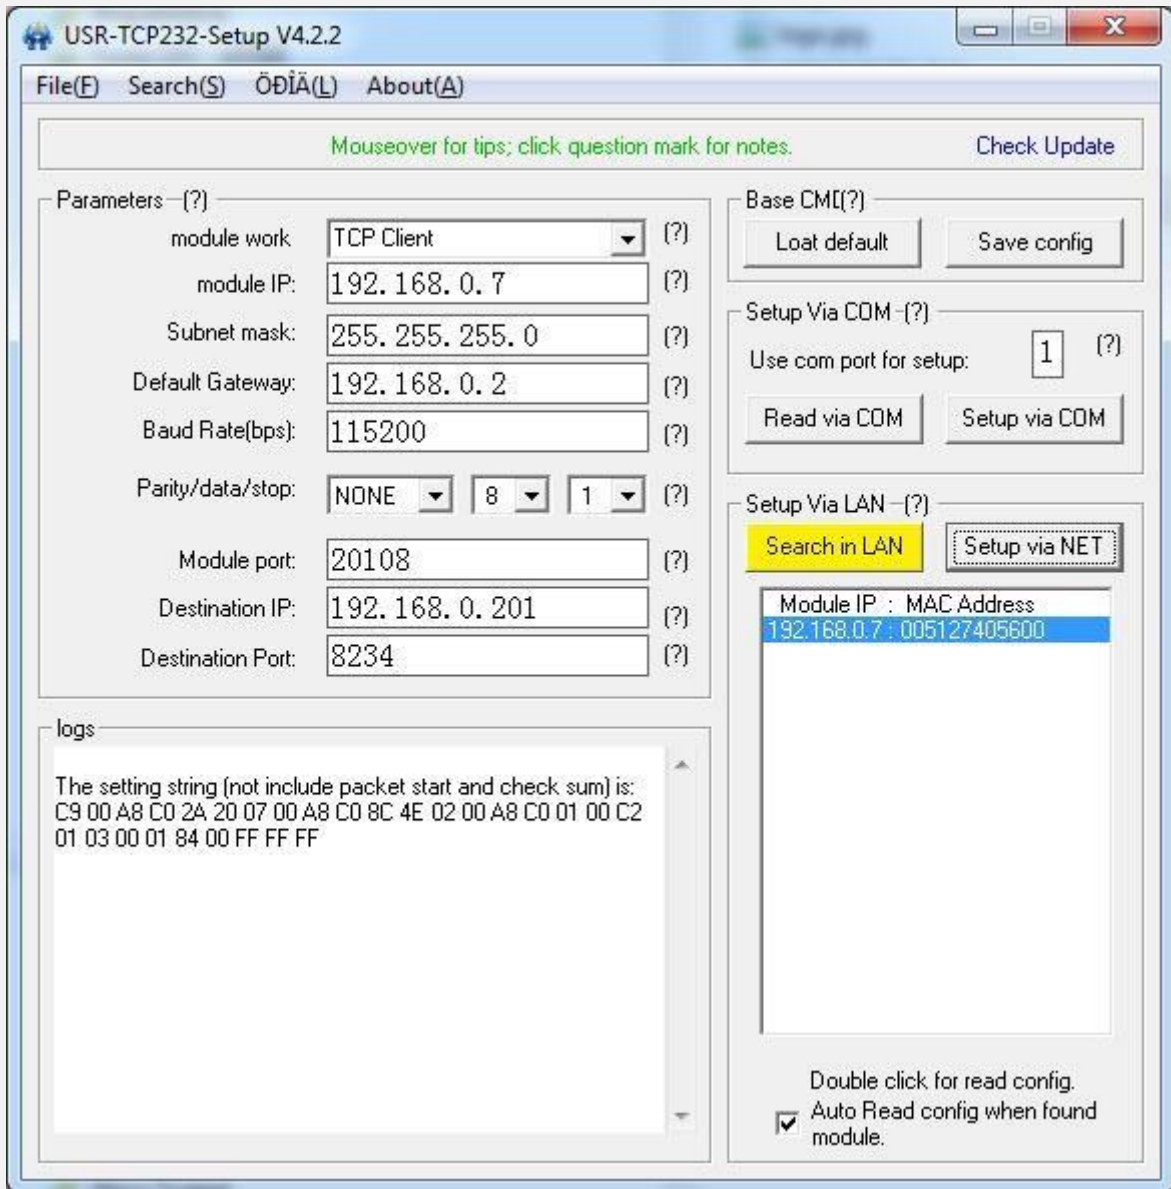 USR-TCP232-Setup V4.2.2
File(F) Search(S) ÖÐÎÄ(L) About(A)
Mouseover for tips; click question mark for notes. Check Update
Parameters (?)
module work TCP Client (?)
module IP: 192.168.0.7 (?)
Subnet mask: 255.255.255.0 (?)
Default Gateway: 192.168.0.2 (?)
Baud Rate(bps): 115200 (?)
Parity/data/stop: NONE 8 1 (?)
Module port: 20108 (?)
Destination IP: 192.168.0.201 (?)
Destination Port: 8234 (?)
logs
The setting string (not include packet start and check sum) is:
C9 00 A8 C0 2A 20 07 00 A8 C0 8C 4E 02 00 A8 C0 01 00 C2
01 03 00 01 84 00 FF FF FF
Base CMD(?)
Loat default Save config
Setup Via COM (?)
Use com port for setup: 1 (?)
Read via COM Setup via COM
Setup Via LAN (?)
Search in LAN Setup via NET
Module IP : MAC Address
192.168.0.7 : 005127405600
Double click for read config.
Auto Read config when found
module.